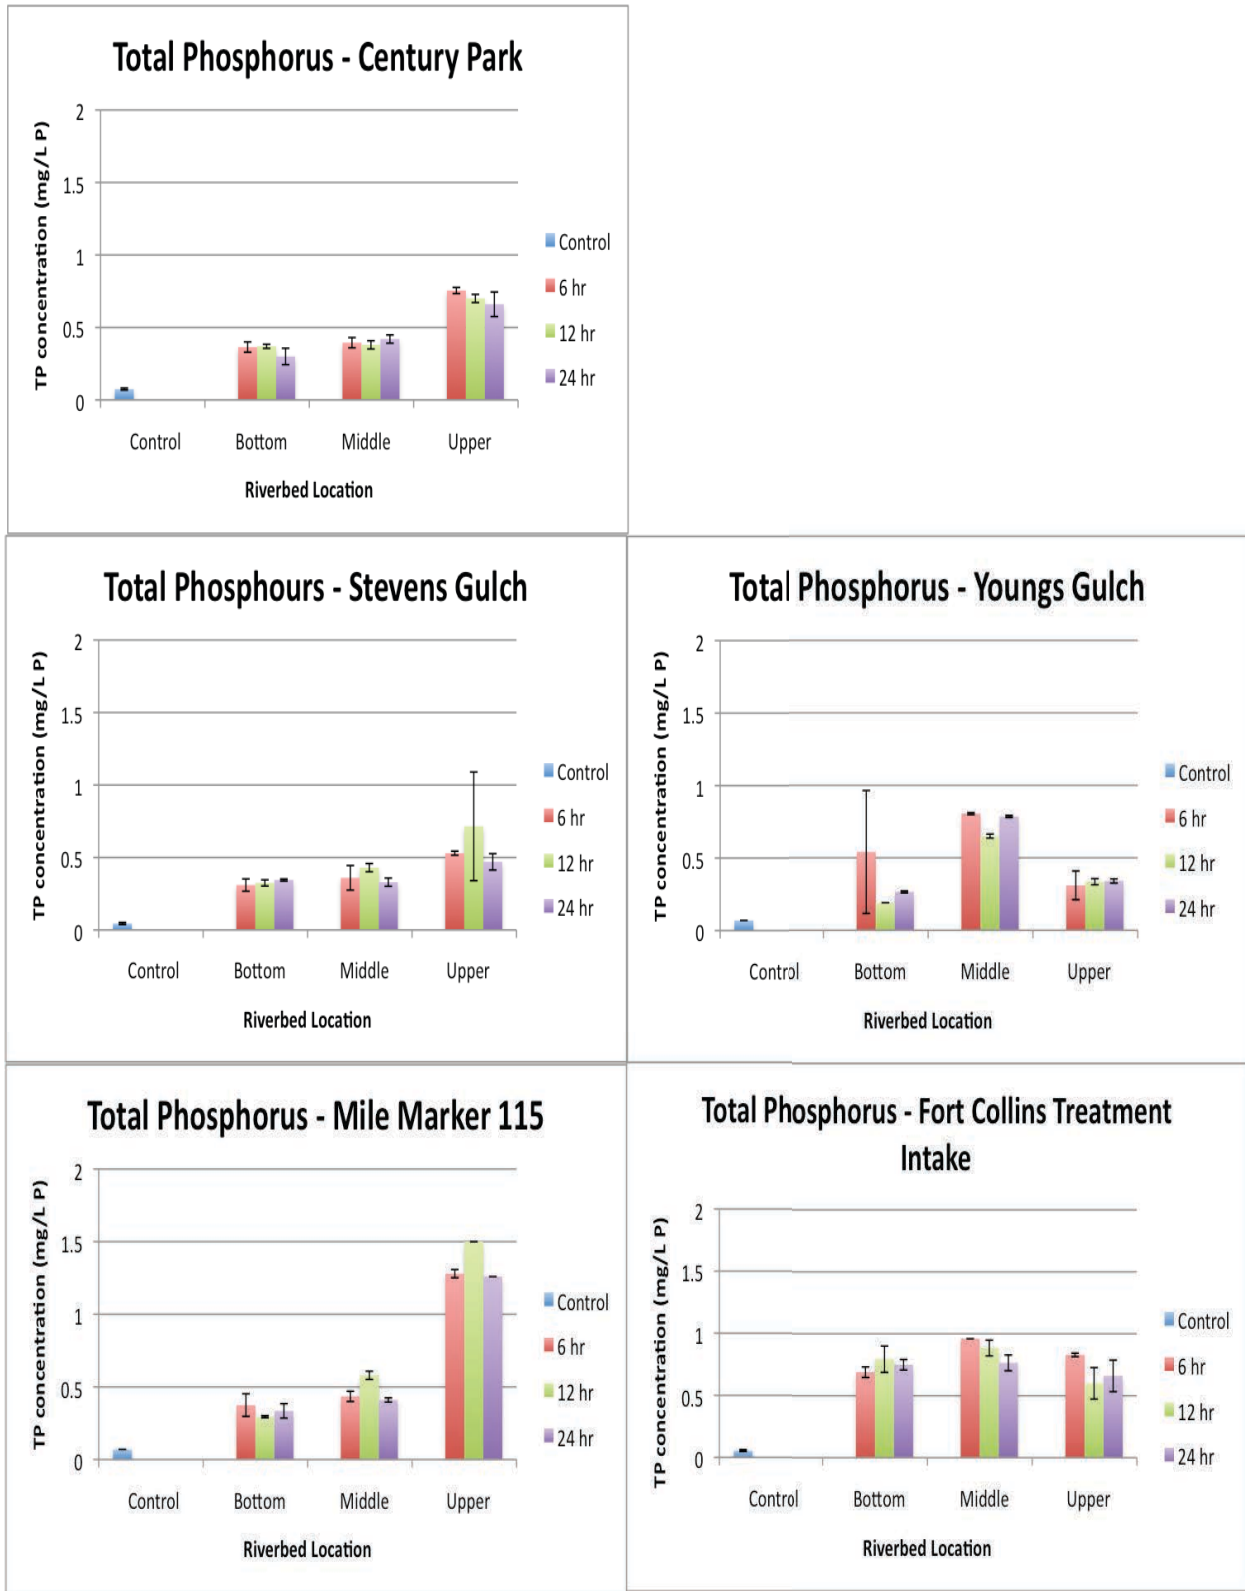 Total Phosphorus - Century Park
TP concentration (mg/L P)
2
1.5
1
0.5
0
Control
Bottom
Middle
Upper
Riverbed Location
Control
6 hr
12 hr
24 hr
Total Phosphours - Stevens Gulch
TP concentration (mg/L P)
2
1.5
1
0.5
0
Control
Bottom
Middle
Upper
Riverbed Location
Control
6 hr
12 hr
24 hr
Total Phosphorus - Youngs Gulch
TP concentration (mg/L P)
2
1.5
1
0.5
0
Control
Bottom
Middle
Upper
Riverbed Location
Control
6 hr
12 hr
24 hr
Total Phosphorus - Mile Marker 115
TP concentration (mg/L P)
2
1.5
1
0.5
0
Control
Bottom
Middle
Upper
Riverbed Location
Control
6 hr
12 hr
24 hr
Total Phosphorus - Fort Collins Treatment
Intake
TP concentration (mg/L P)
2
1.5
1
0.5
0
Control
Bottom
Middle
Upper
Riverbed Location
Control
6 hr
12 hr
24 hr